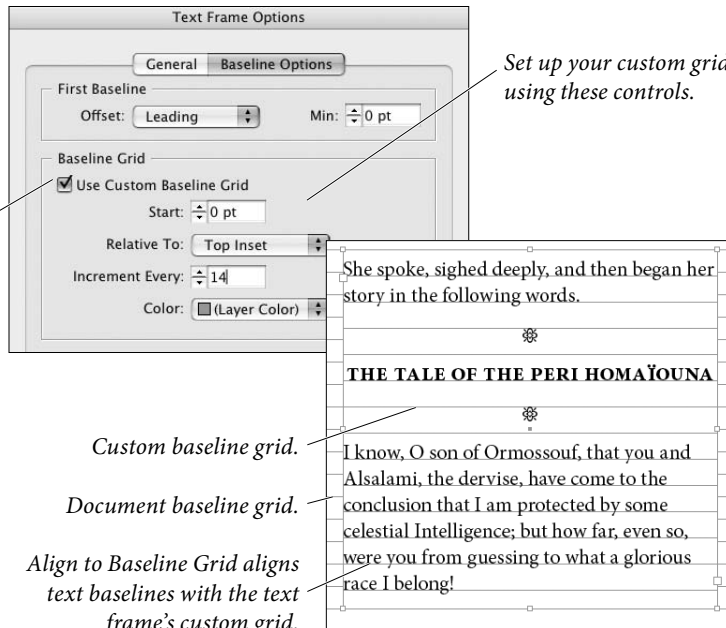 Text Frame Options
General Baseline Options
First Baseline
Offset: Leading Min: 0 pt
Baseline Grid
Use Custom Baseline Grid
Start: 0 pt
Relative To: Top Inset
Increment Every: 14
Color: (Layer Color)
Set up your custom grid
using these controls.
She spoke, sighed deeply, and then began her
story in the following words.
THE TALE OF THE PERI HOMAÏOUNA
I know, O son of Ormossouf, that you and
Alsalami, the dervise, have come to the
conclusion that I am protected by some
celestial Intelligence; but how far, even so,
were you from guessing to what a glorious
race I belong!
Custom baseline grid.
Document baseline grid.
Align to Baseline Grid aligns
text baselines with the text
frame's custom grid.